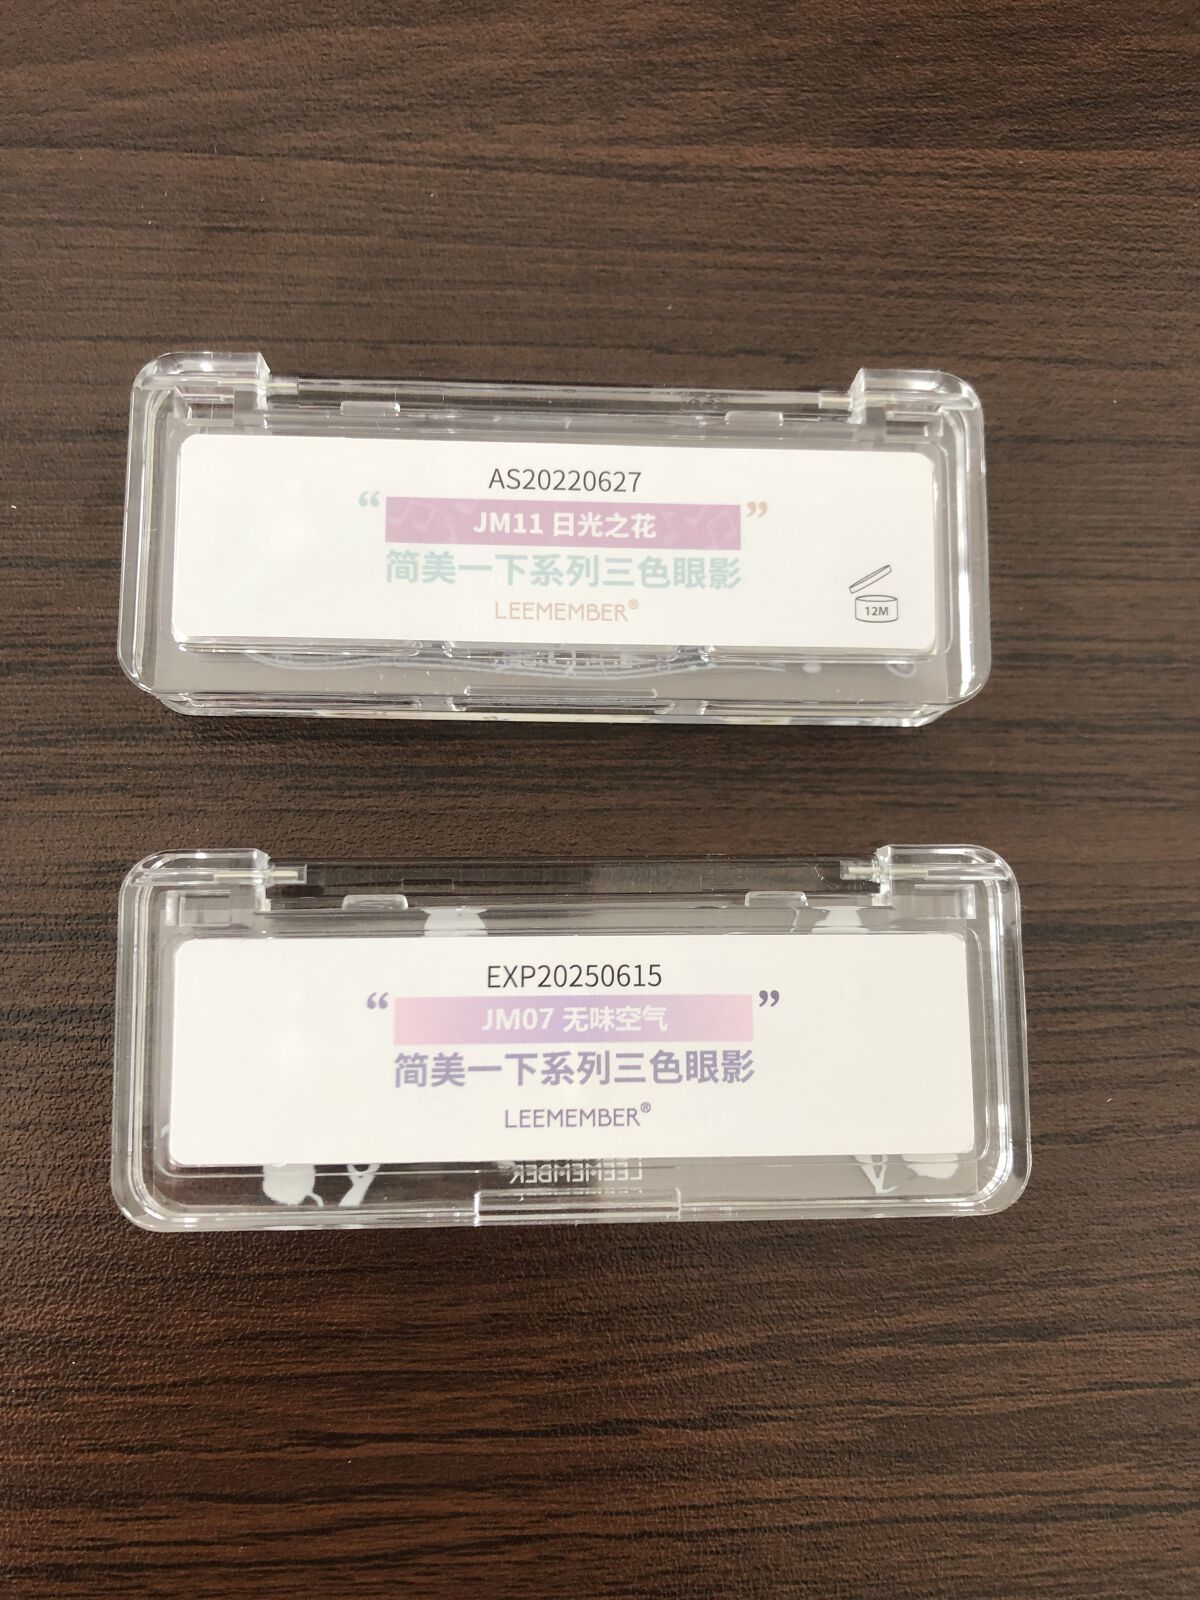 AS20220627
“ JM11 日光之花 ”
简美一下系列三色眼影
LEEMEMBER®
12M
EXP20250615
“ JM07 无味空气 ”
简美一下系列三色眼影
LEEMEMBER®
LEEMEMBER